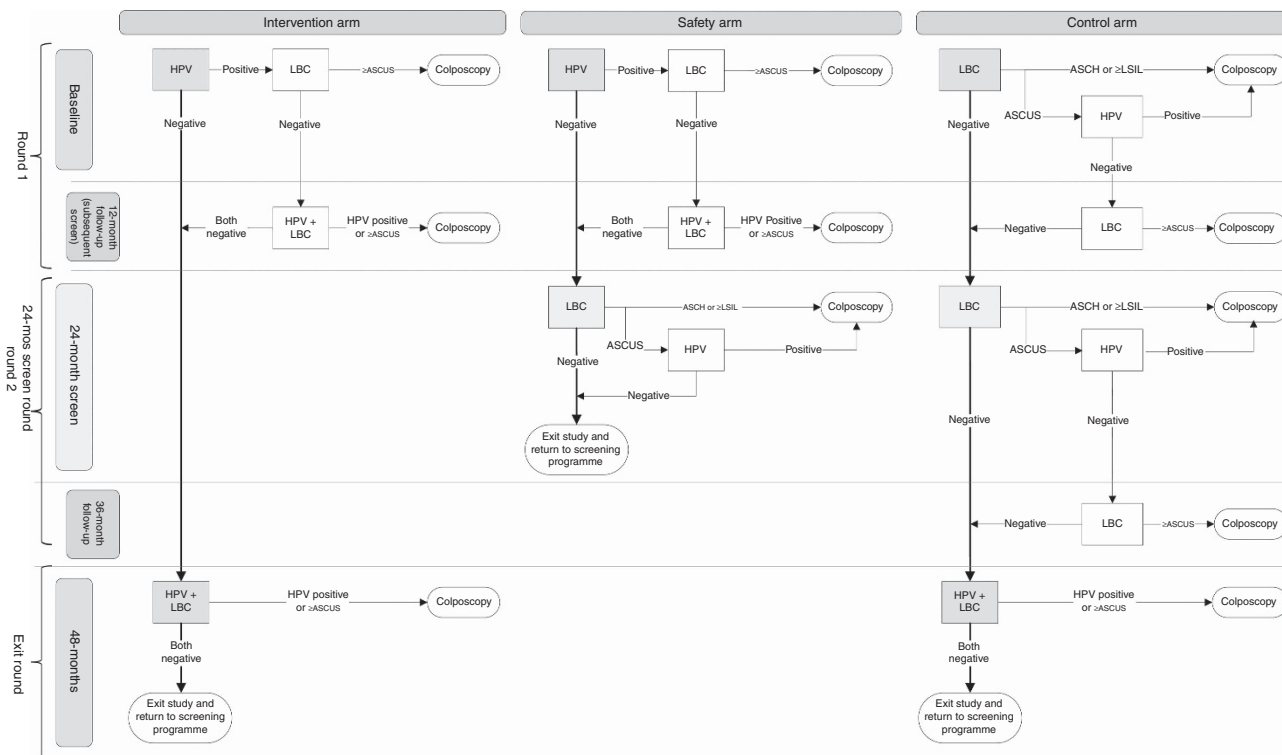 Intervention arm
Safety arm
Control arm
Round 1
Baseline
HPV
Positive
LBC
≥ASCUS
Colposcopy
Negative
Negative
HPV
Positive
LBC
≥ASCUS
Colposcopy
Negative
Negative
LBC
ASCH or ≥LSIL
Colposcopy
ASCUS
HPV
Positive
Negative
Negative
12-month
follow-up
(subsequent
screen)
Both
negative
HPV +
LBC
HPV positive
or ≥ASCUS
Colposcopy
Both
negative
HPV +
LBC
HPV Positive
or ≥ASCUS
Colposcopy
Negative
LBC
≥ASCUS
Colposcopy
24-mos screen round
round 2
24-month screen
LBC
ASCH or ≥LSIL
Colposcopy
ASCUS
HPV
Positive
Negative
Negative
Exit study and
return to screening
programme
LBC
ASCH or ≥LSIL
Colposcopy
ASCUS
HPV
Positive
Negative
Negative
36-month
follow-up
Negative
LBC
≥ASCUS
Colposcopy
Exit round
48-months
HPV +
LBC
HPV positive
or ≥ASCUS
Colposcopy
Both
negative
Exit study and
return to screening
programme
HPV +
LBC
HPV positive
or ≥ASCUS
Colposcopy
Both
negative
Exit study and
return to screening
programme